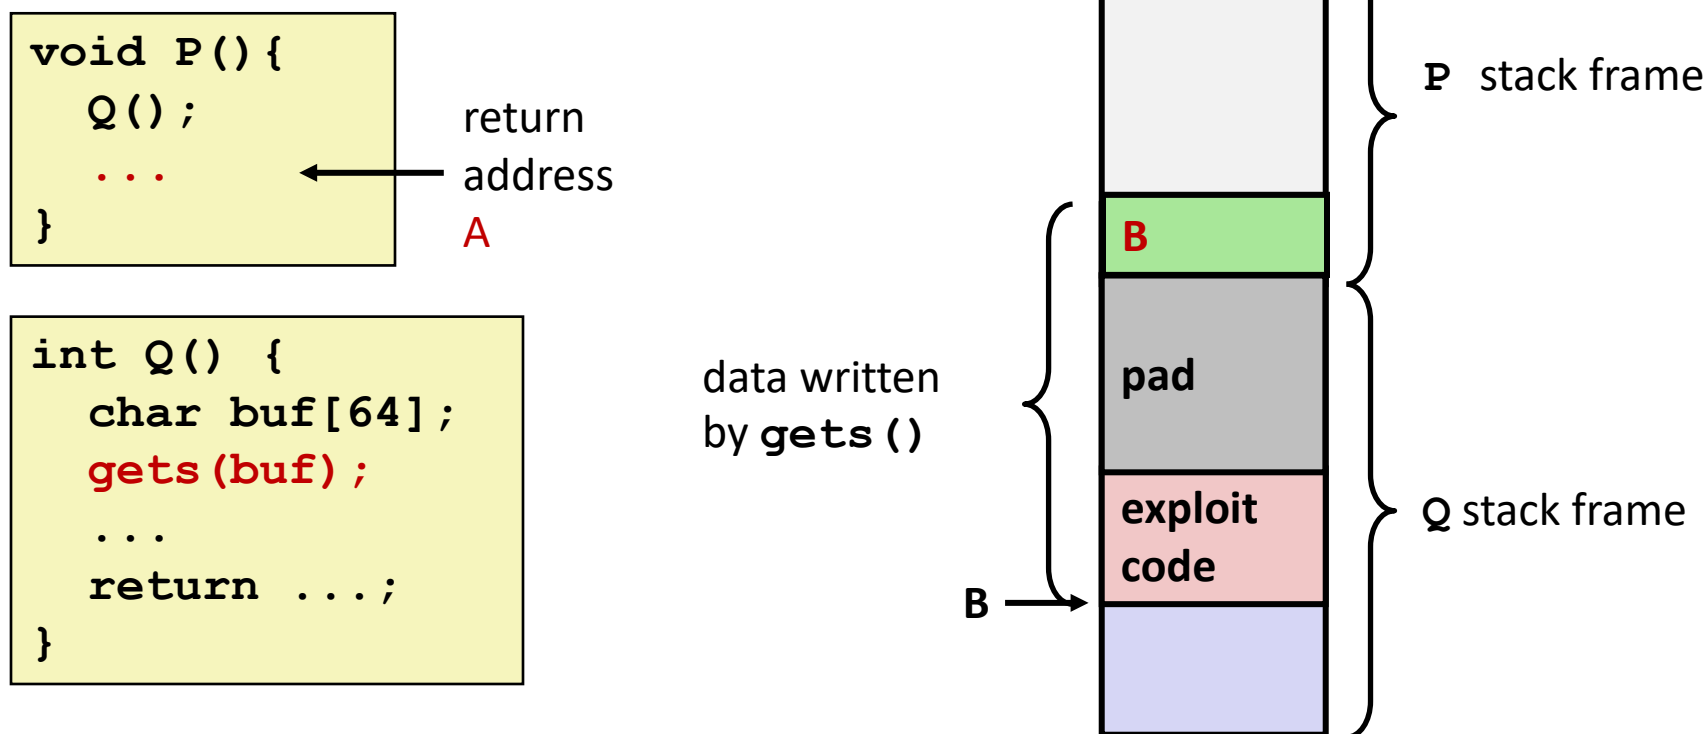 void P(){
  Q();
  ...
}
return
address
A
int Q() {
  char buf[64];
  gets(buf);
  ...
  return ...;
}
data written
by gets()
B
B
pad
exploit
code
P stack frame
Q stack frame